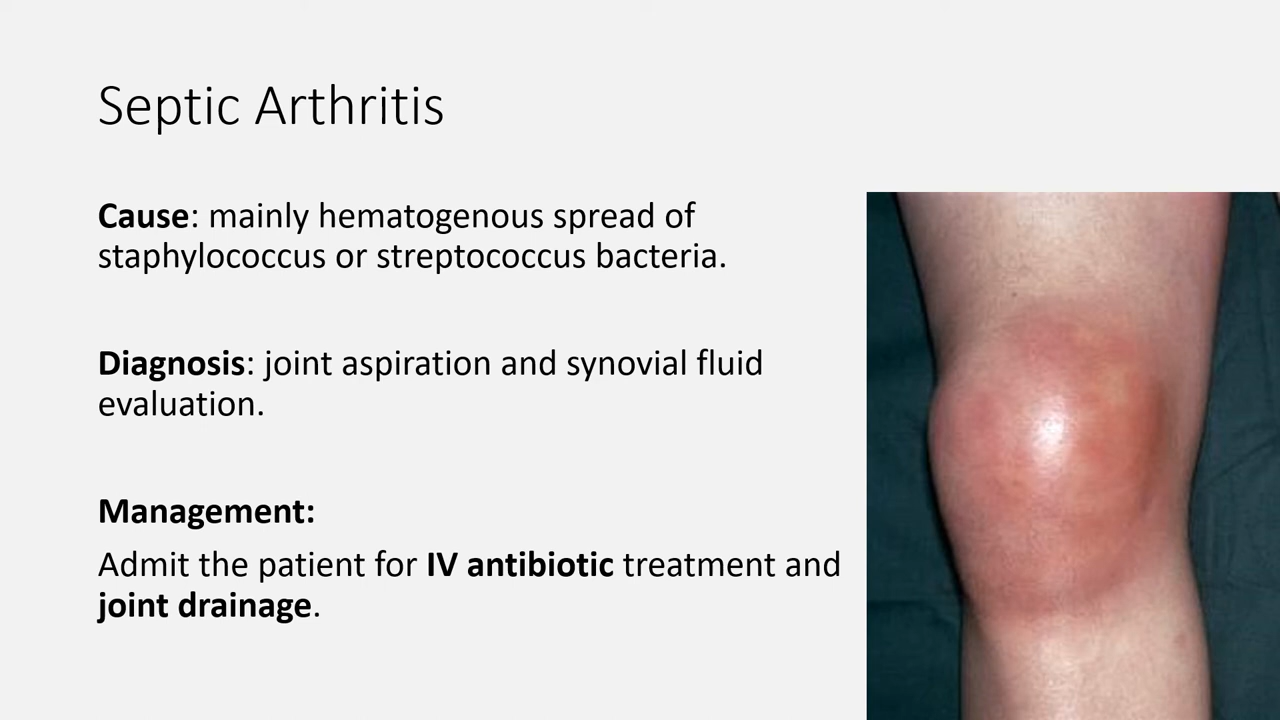 Septic Arthritis
Cause: mainly hematogenous spread of
staphylococcus or streptococcus bacteria.
Diagnosis: joint aspiration and synovial fluid
evaluation.
Management:
Admit the patient for IV antibiotic treatment and
joint drainage.